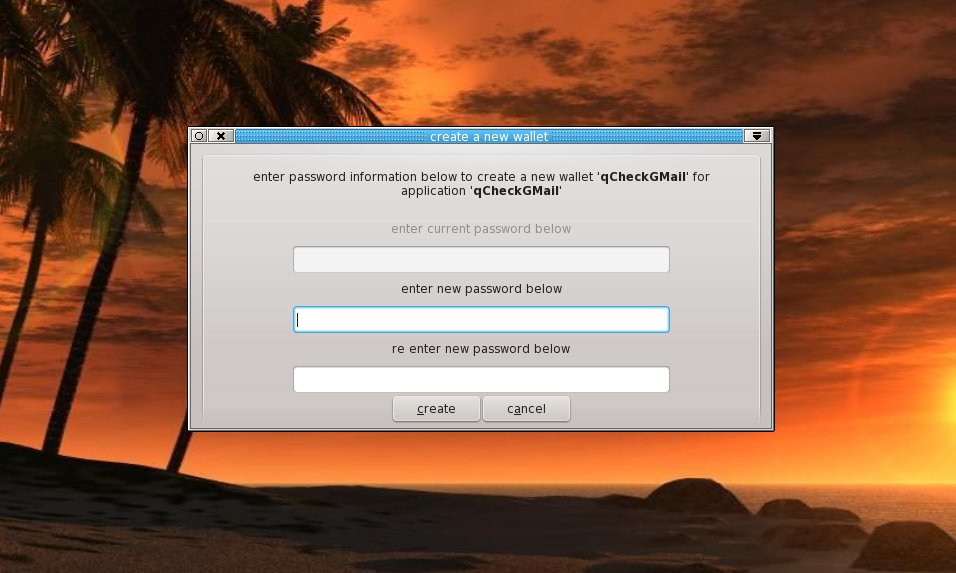 create a new wallet
enter password information below to create a new wallet 'qCheckGMail' for
application 'qCheckGMail'
enter current password below
enter new password below
re enter new password below
create
cancel